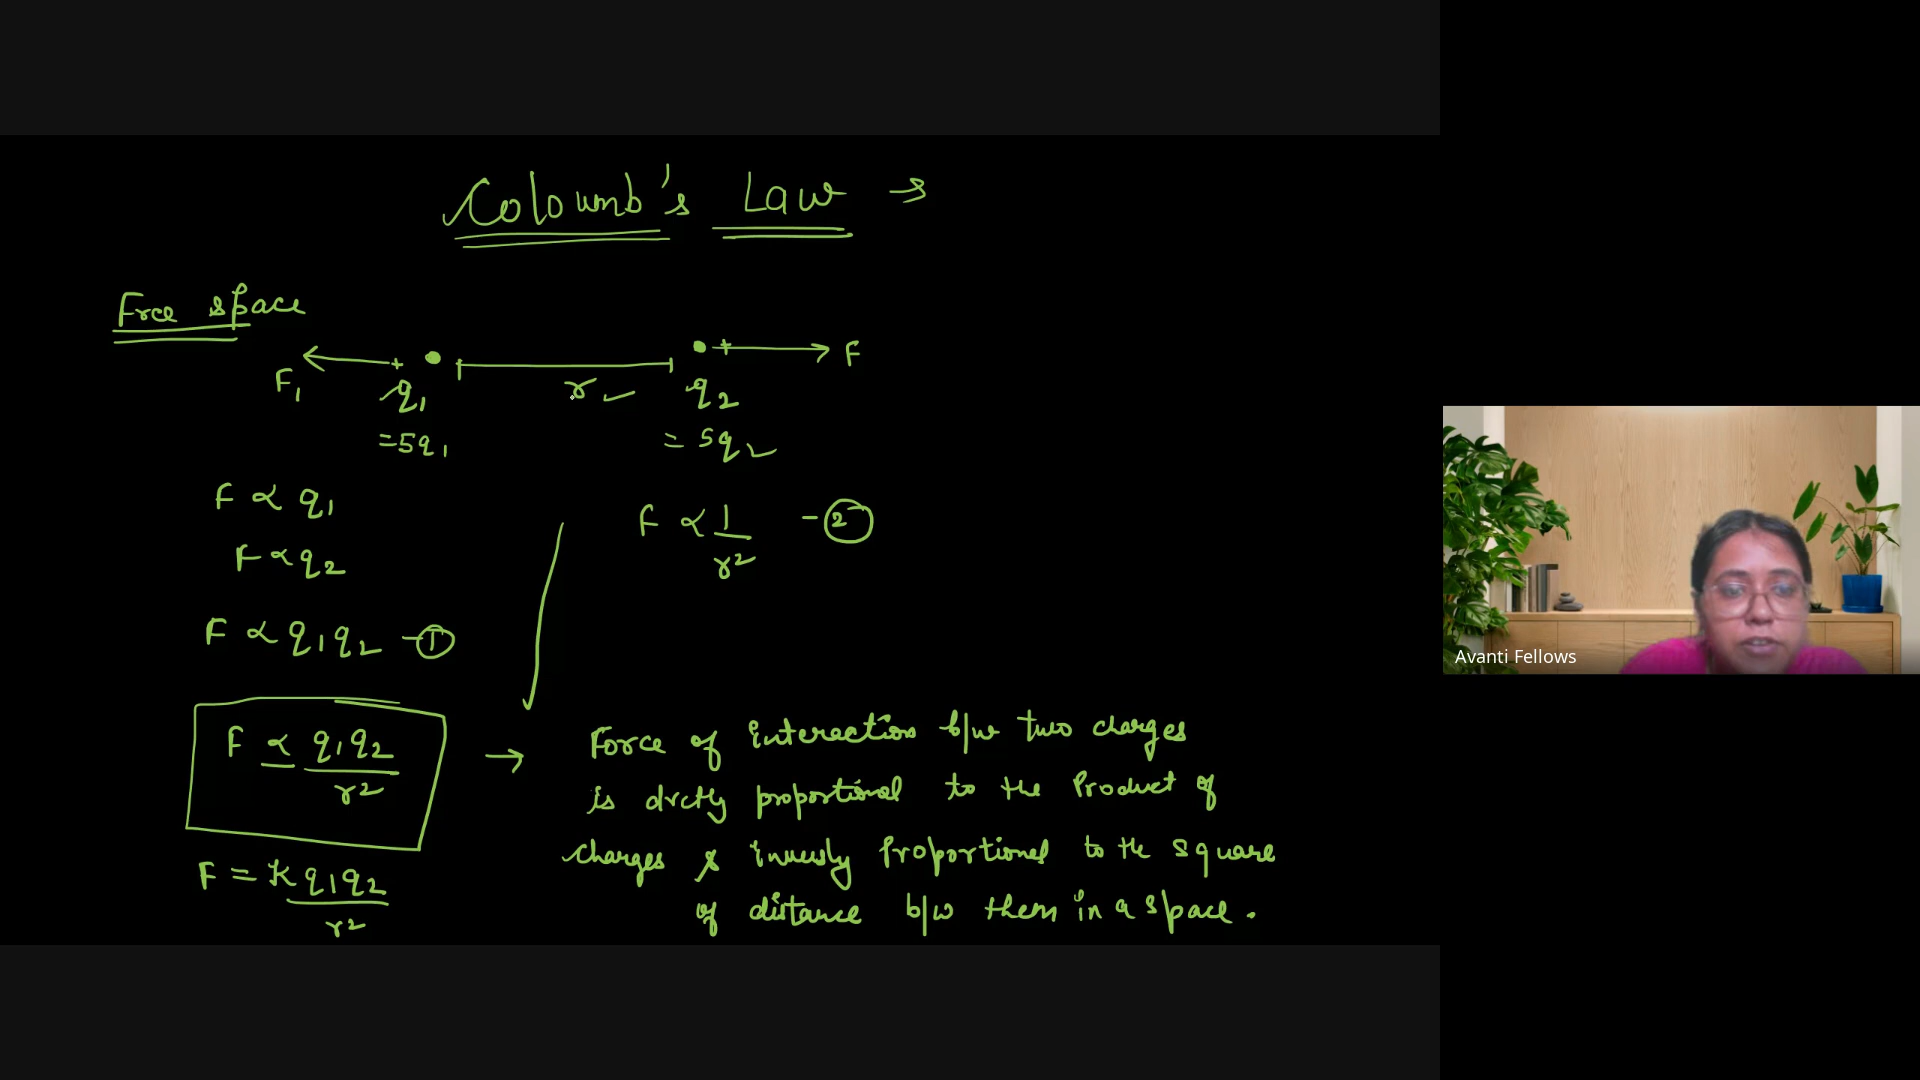 Coloumb's Law →
Free space
F₁ + + F
q₁ r q₂
=5q₁ = 5q₂
F ∝ q₁
F ∝ 1/r² -②
F ∝ q₂
F ∝ q₁q₂ -①
F ∝ q₁q₂/r² → Force of interaction b/w two charges
is drctly proportional to the Product of
charges & inversly proportional to the square
of distance b/w them in a space.
F = k q₁q₂/r²
Avanti Fellows